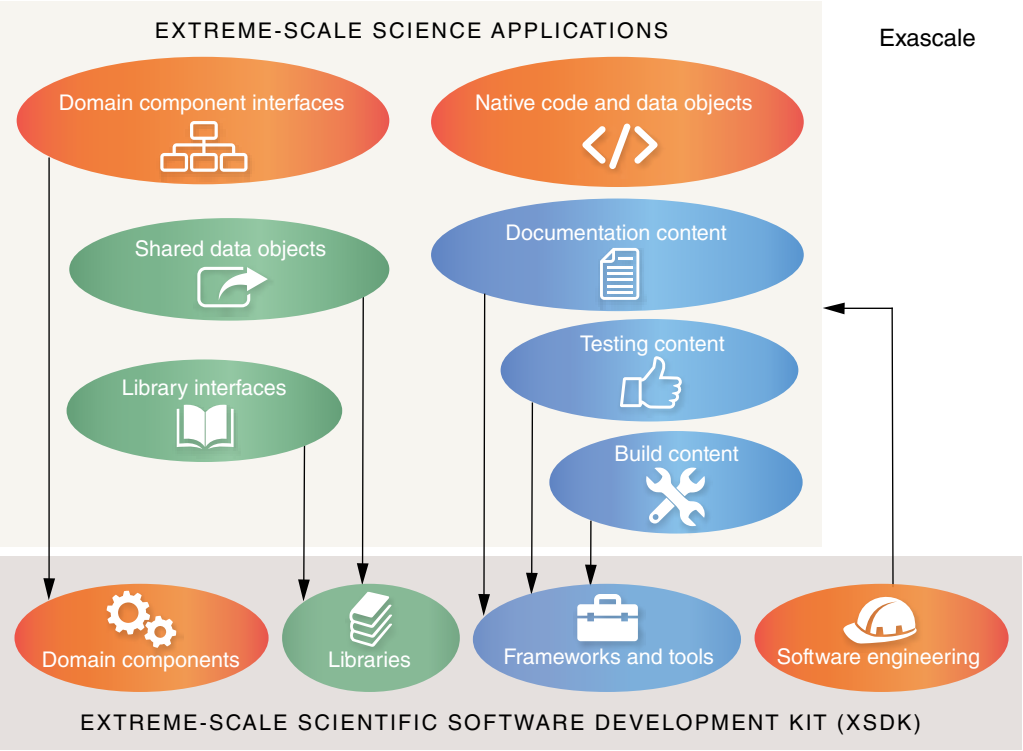 EXTREME-SCALE SCIENCE APPLICATIONS
Exascale
Domain component interfaces
Native code and data objects
</>
Shared data objects
Documentation content
Testing content
Library interfaces
Build content
Domain components
Libraries
Frameworks and tools
Software engineering
EXTREME-SCALE SCIENTIFIC SOFTWARE DEVELOPMENT KIT (XSDK)